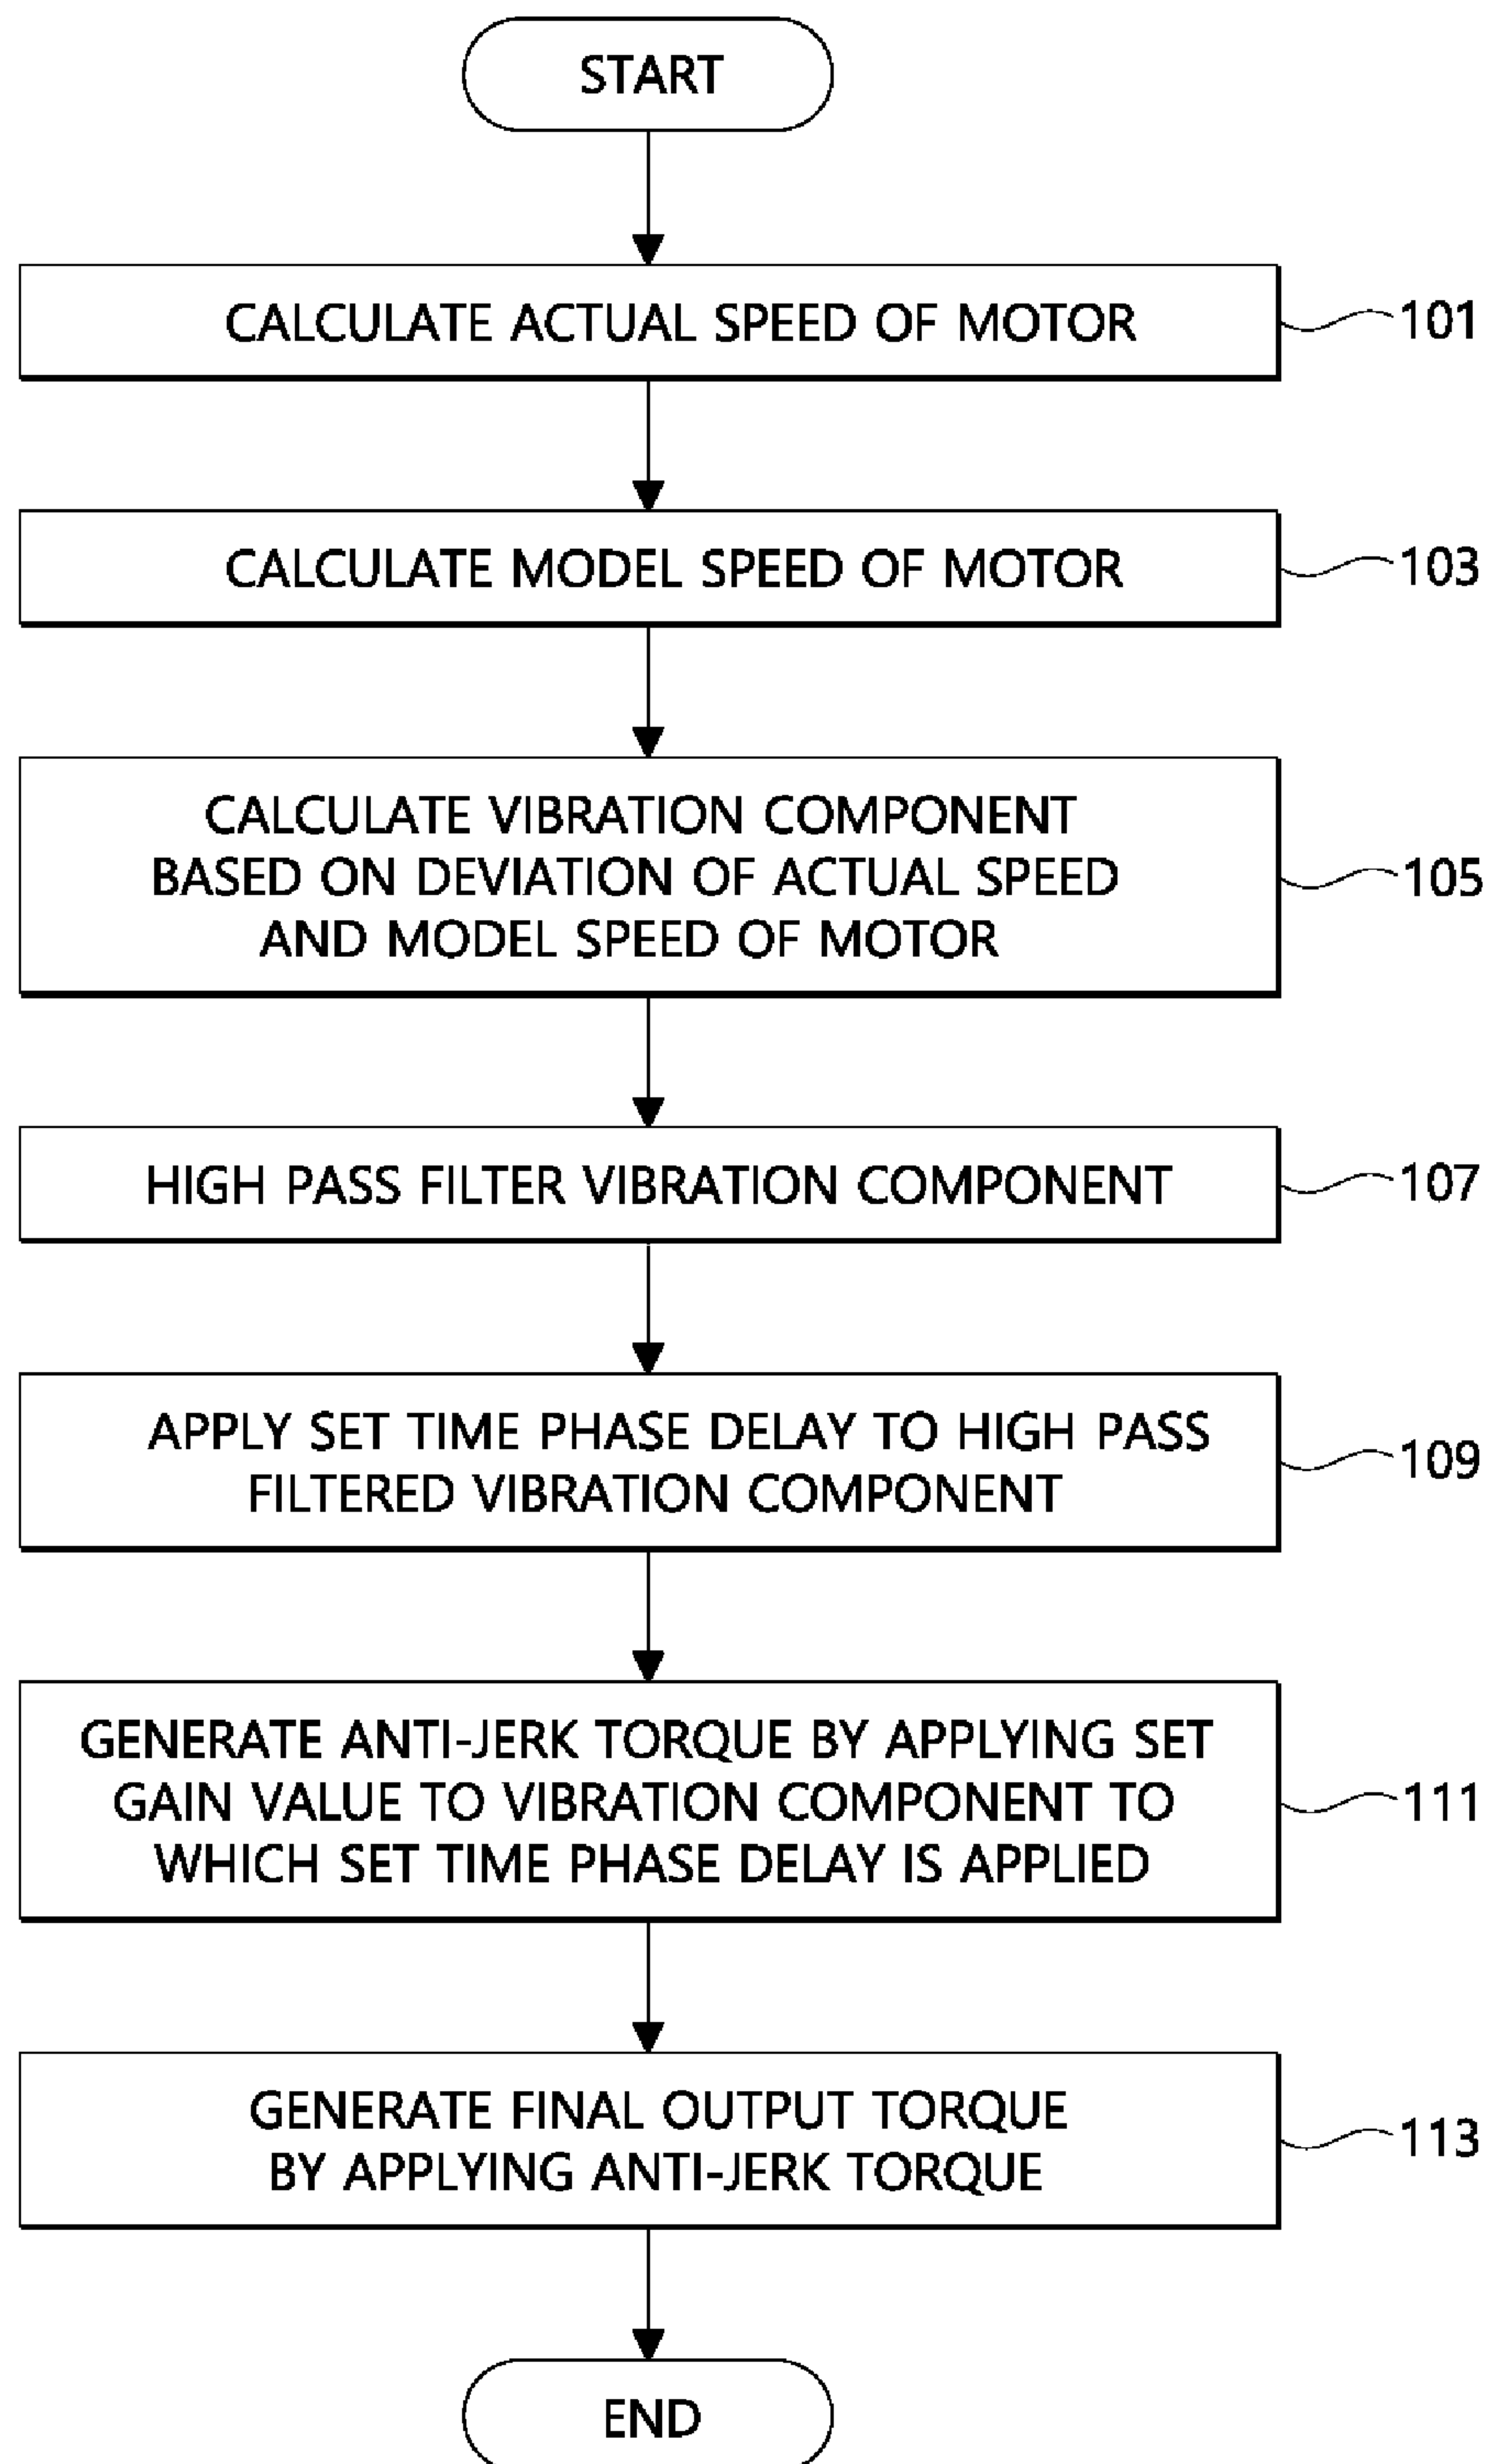 START
CALCULATE ACTUAL SPEED OF MOTOR
101
CALCULATE MODEL SPEED OF MOTOR
103
CALCULATE VIBRATION COMPONENT
BASED ON DEVIATION OF ACTUAL SPEED
AND MODEL SPEED OF MOTOR
105
HIGH PASS FILTER VIBRATION COMPONENT
107
APPLY SET TIME PHASE DELAY TO HIGH PASS
FILTERED VIBRATION COMPONENT
109
GENERATE ANTI-JERK TORQUE BY APPLYING SET
GAIN VALUE TO VIBRATION COMPONENT TO
WHICH SET TIME PHASE DELAY IS APPLIED
111
GENERATE FINAL OUTPUT TORQUE
BY APPLYING ANTI-JERK TORQUE
113
END